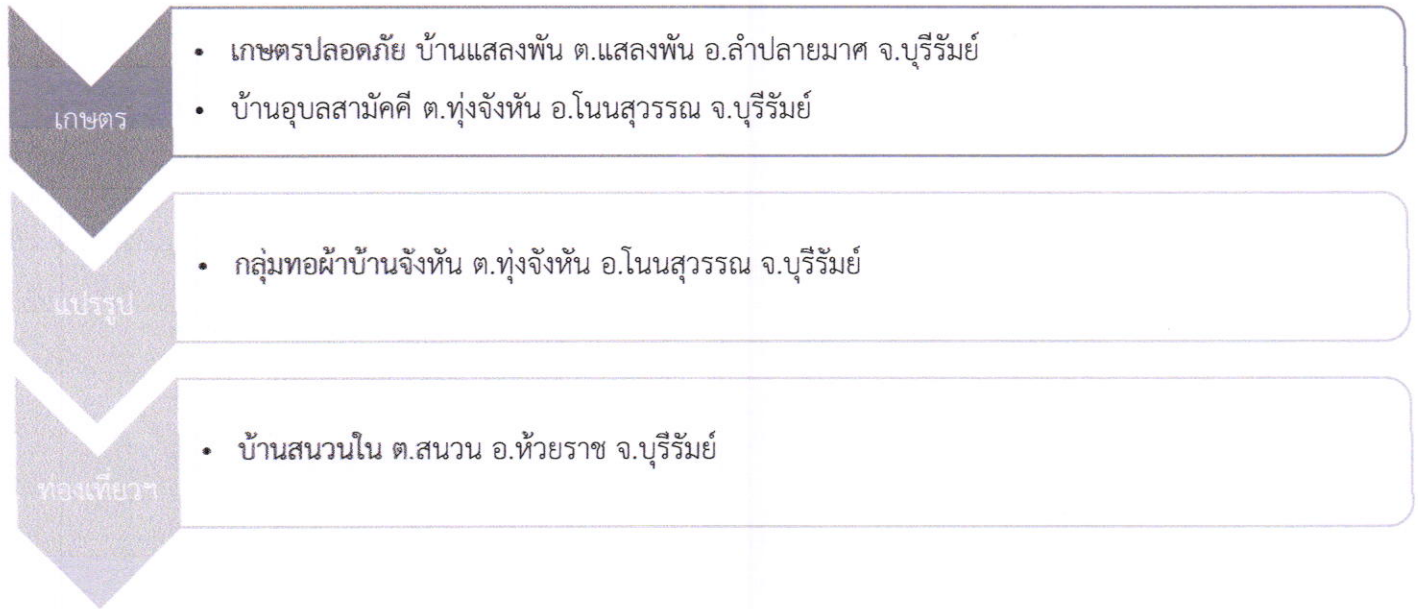 เกษตร
• เกษตรปลอดภัย บ้านแสลงพัน ต.แสลงพัน อ.ลำปลายมาศ จ.บุรีรัมย์
• บ้านอุบลสามัคคี ต.ทุ่งจังหัน อ.โนนสุวรรณ จ.บุรีรัมย์
แปรรูป
• กลุ่มทอผ้าบ้านจังหัน ต.ทุ่งจังหัน อ.โนนสุวรรณ จ.บุรีรัมย์
ท่องเที่ยวฯ
• บ้านสนวนใน ต.สนวน อ.ห้วยราช จ.บุรีรัมย์